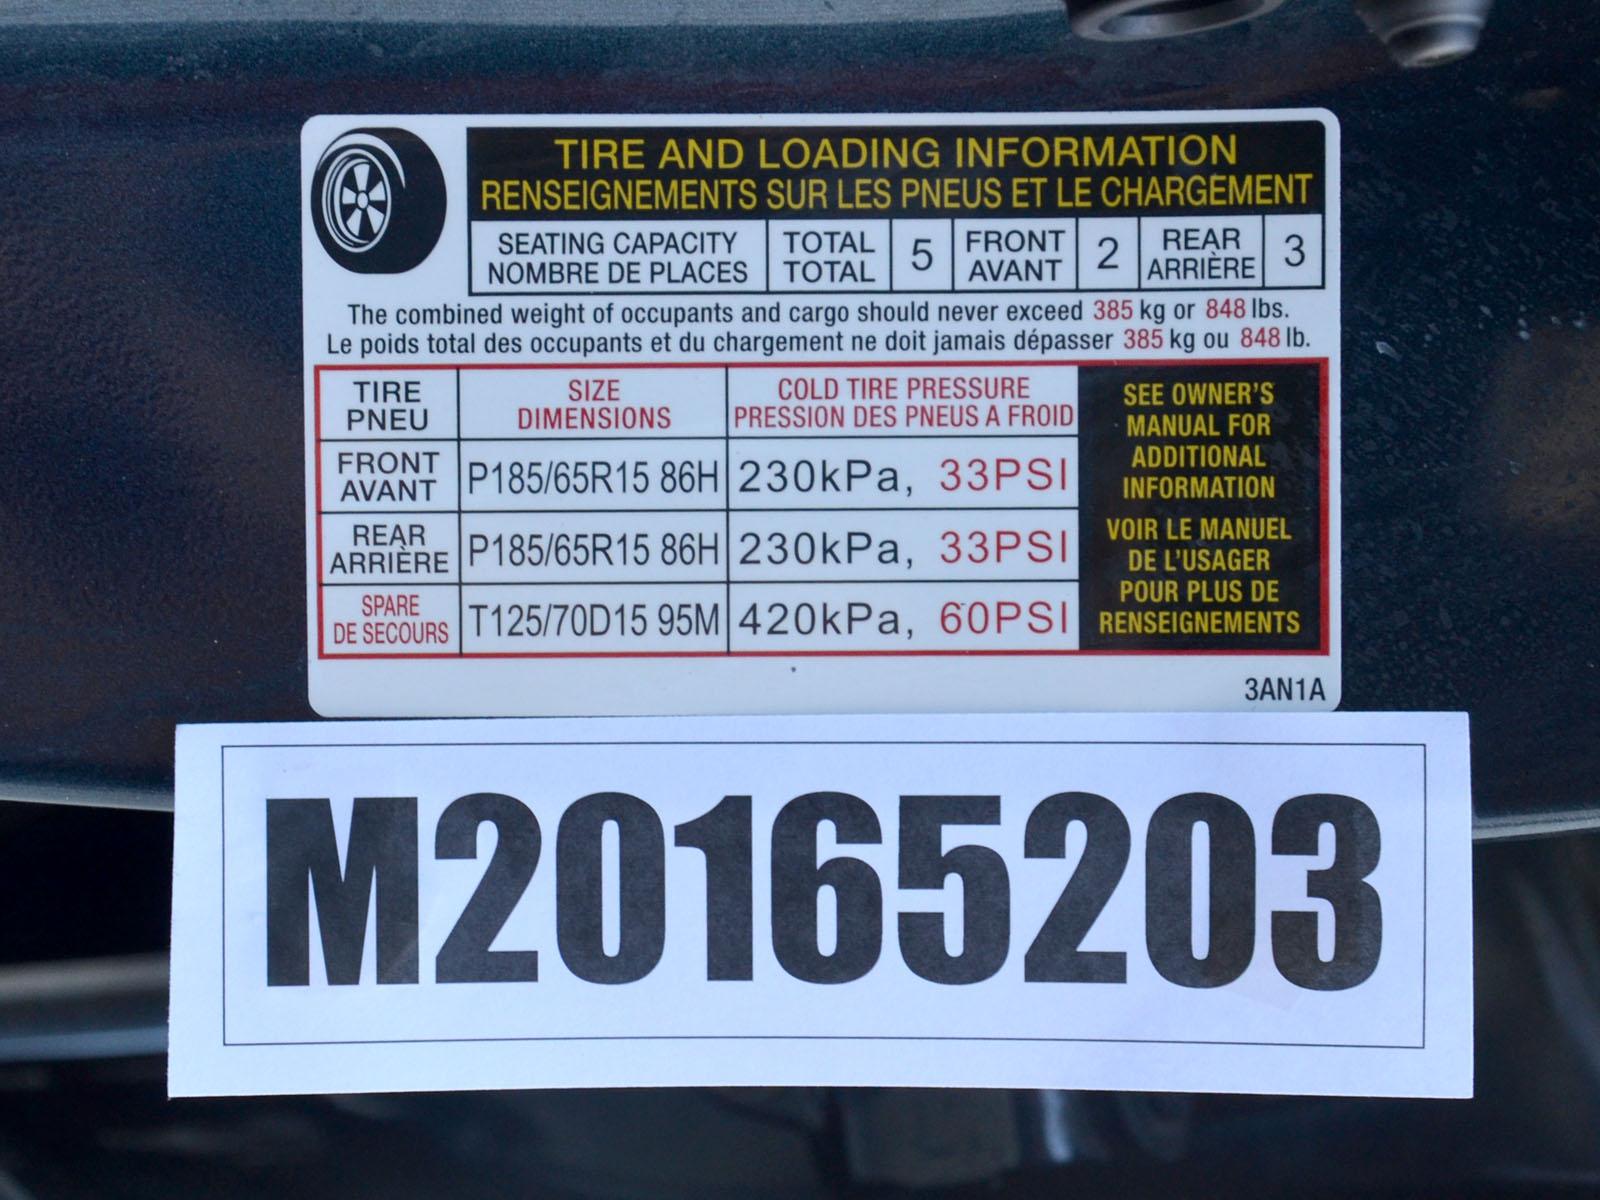 TIRE AND LOADING INFORMATION
RENSEIGNEMENTS SUR LES PNEUS ET LE CHARGEMENT
SEATING CAPACITY
NOMBRE DE PLACES
TOTAL
TOTAL
5
FRONT
AVANT
2
REAR
ARRIÈRE
3
The combined weight of occupants and cargo should never exceed 385 kg or 848 lbs.
Le poids total des occupants et du chargement ne doit jamais dépasser 385 kg ou 848 lb.
TIRE
PNEU
SIZE
DIMENSIONS
COLD TIRE PRESSURE
PRESSION DES PNEUS A FROID
FRONT
AVANT
P185/65R15 86H
230kPa, 33PSI
REAR
ARRIÈRE
P185/65R15 86H
230kPa, 33PSI
SPARE
DE SECOURS
T125/70D15 95M
420kPa, 60PSI
SEE OWNER'S
MANUAL FOR
ADDITIONAL
INFORMATION
VOIR LE MANUEL
DE L'USAGER
POUR PLUS DE
RENSEIGNEMENTS
3AN1A
M20165203